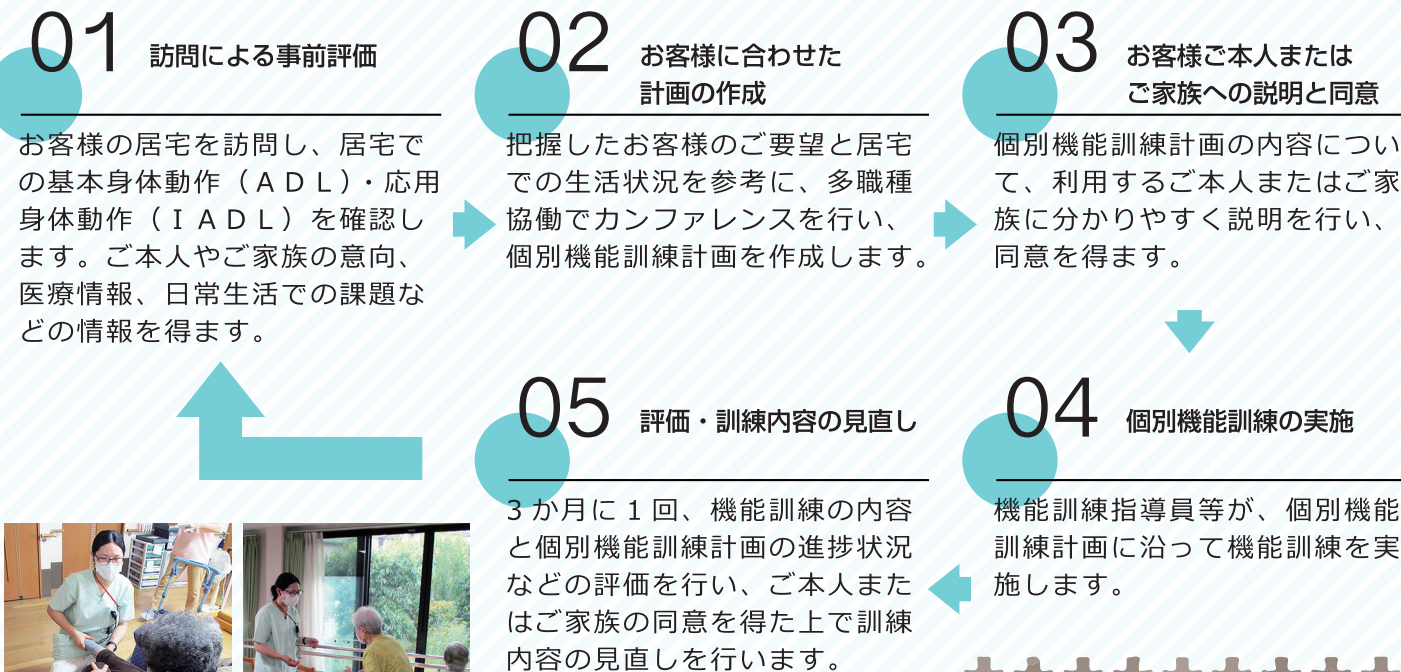 01 訪問による事前評価
お客様の居宅を訪問し、居宅で
の基本身体動作（ＡＤＬ）・応用
身体動作（ＩＡＤＬ）を確認し
ます。ご本人やご家族の意向、
医療情報、日常生活での課題な
どの情報を得ます。
02 お客様に合わせた
計画の作成
把握したお客様のご要望と居宅
での生活状況を参考に、多職種
協働でカンファレンスを行い、
個別機能訓練計画を作成します。
03 お客様ご本人または
ご家族への説明と同意
個別機能訓練計画の内容につい
て、利用するご本人またはご家
族に分かりやすく説明を行い、
同意を得ます。
04 個別機能訓練の実施
機能訓練指導員等が、個別機能
訓練計画に沿って機能訓練を実
施します。
05 評価・訓練内容の見直し
3 か月に 1 回、機能訓練の内容
と個別機能訓練計画の進捗状況
などの評価を行い、ご本人また
はご家族の同意を得た上で訓練
内容の見直しを行います。